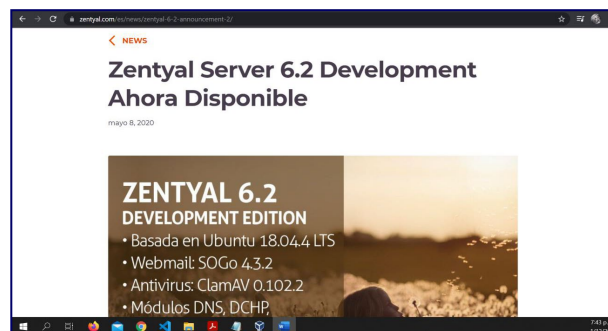 zentyal.com/es/news/zentyal-6-2-announcement-2/
NEWS
Zentyal Server 6.2 Development
Ahora Disponible
mayo 8, 2020
ZENTYAL 6.2
DEVELOPMENT EDITION
• Basada en Ubuntu 18.04.4 LTS
• Webmail: SOGo 4.3.2
• Antivirus: ClamAV 0.102.2
• Módulos DNS, DCHP,
7:43 p.